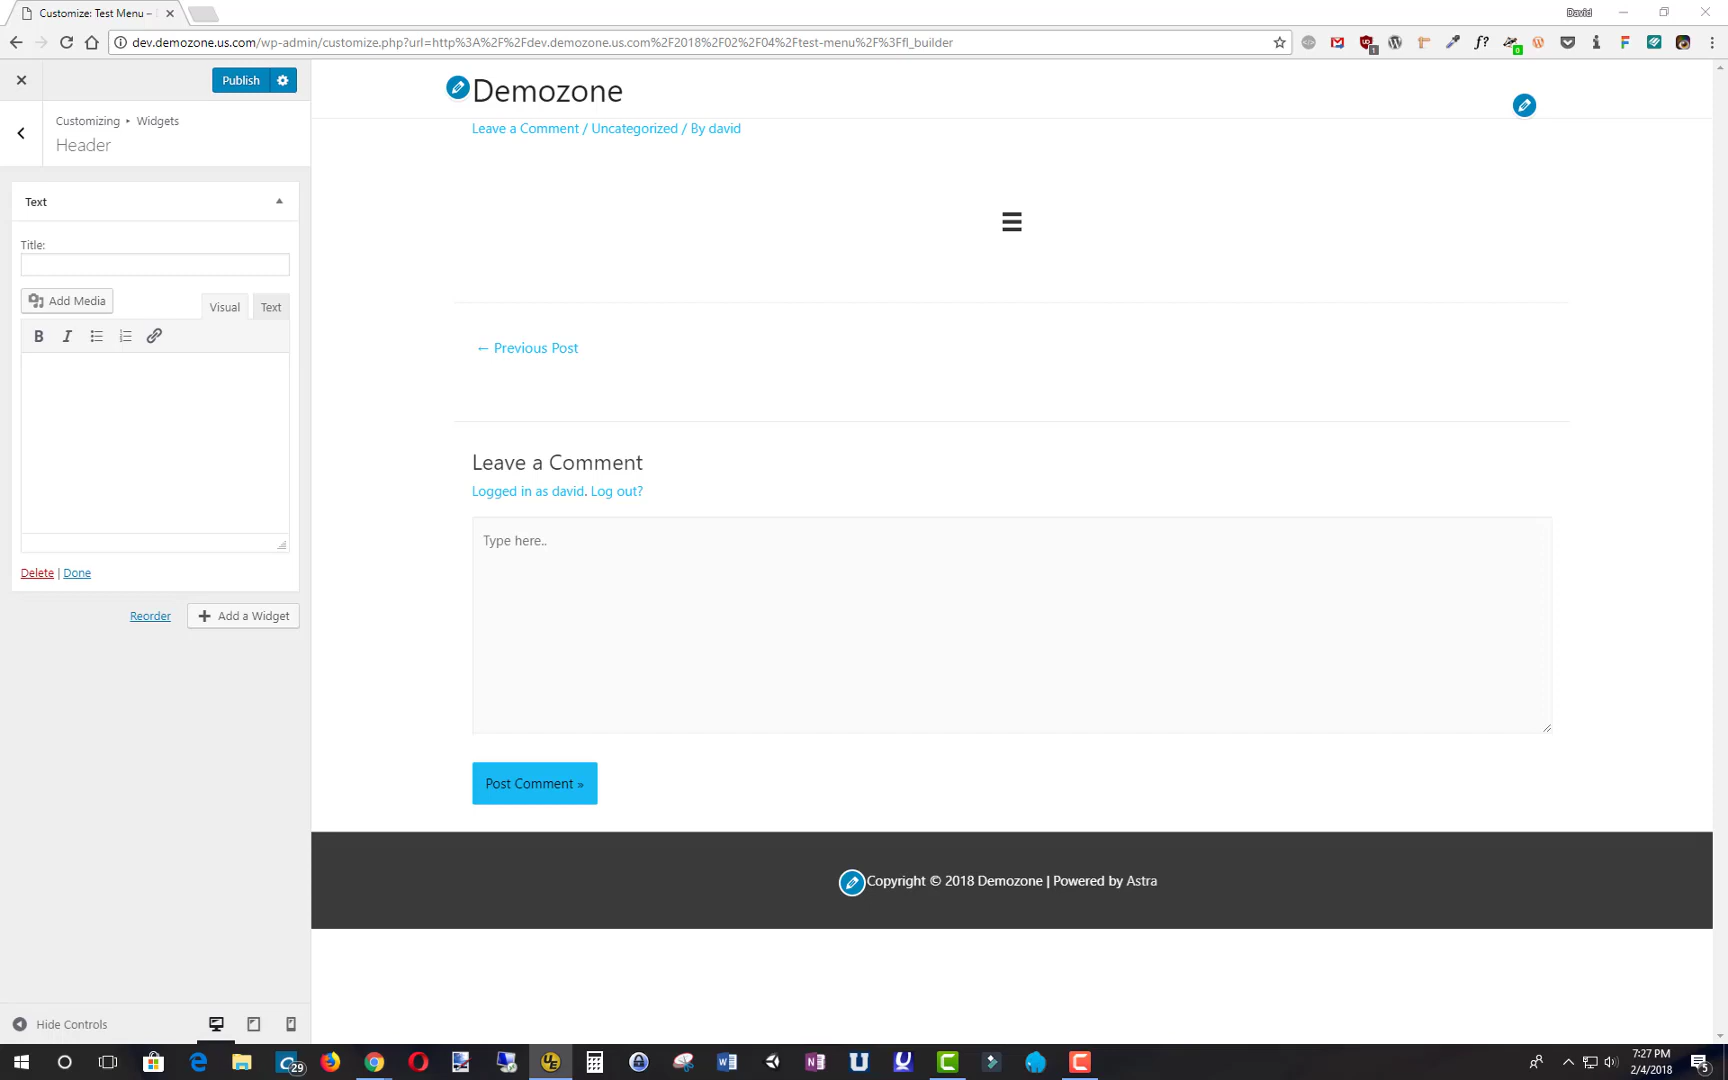 Customize: Test Menu –
David
dev.demozone.us.com/wp-admin/customize.php?url=http%3A%2F%2Fdev.demozone.us.com%2F2018%2F02%2F04%2Ftest-menu%2F%3Ffl_builder
Publish
Customizing ▸ Widgets
Header
Text
Title:
Add Media
Visual
Text
B I
Delete | Done
Reorder
Add a Widget
Hide Controls
Demozone
Leave a Comment / Uncategorized / By david
← Previous Post
Leave a Comment
Logged in as david. Log out?
Type here..
Post Comment »
Copyright © 2018 Demozone | Powered by Astra
29
7:27 PM
2/4/2018
5